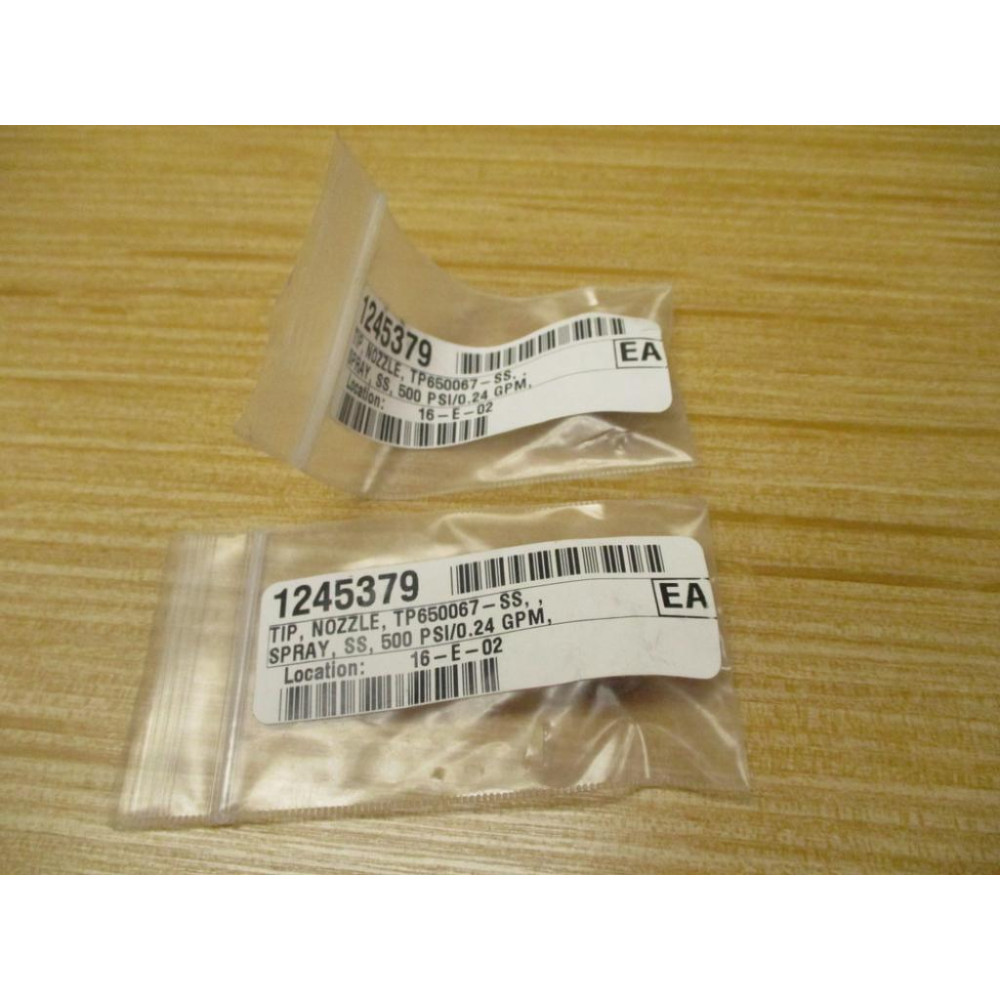 1245379
EA
TIP, NOZZLE, TP650067-SS, ,
SPRAY, SS, 500 PSI/0.24 GPM,
Location: 16-E-02
1245379
EA
TIP, NOZZLE, TP650067-SS, ,
SPRAY, SS, 500 PSI/0.24 GPM,
Location: 16-E-02